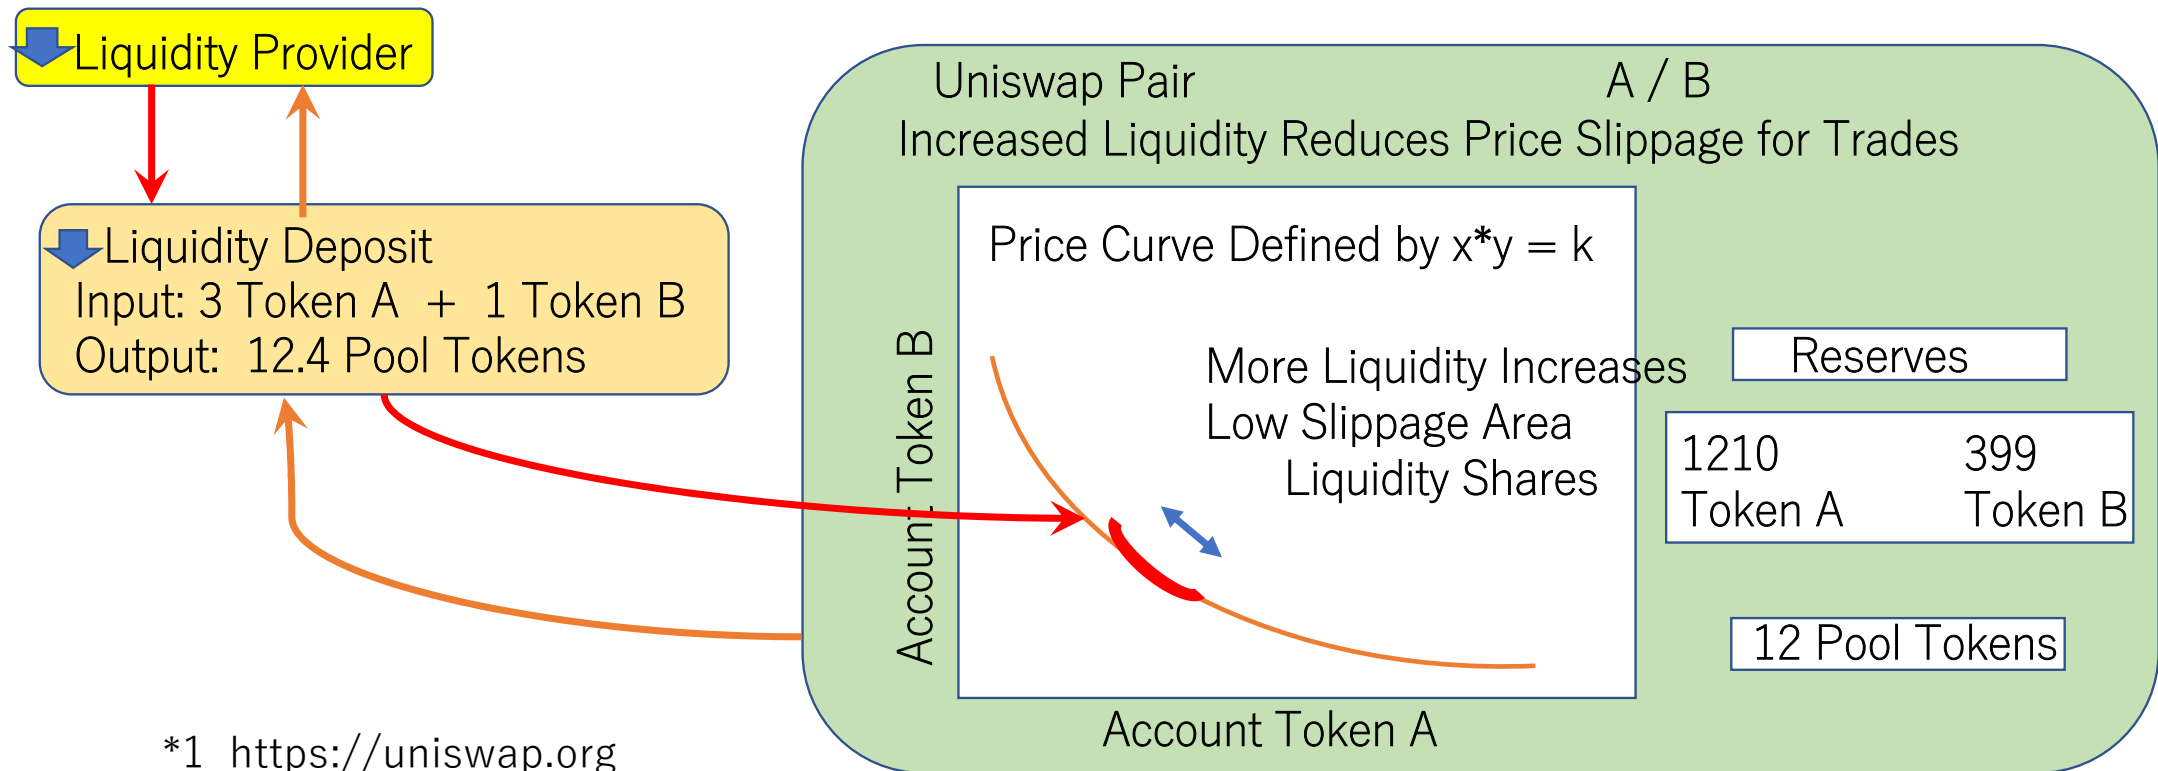 Liquidity Provider
Liquidity Deposit
Input: 3 Token A + 1 Token B
Output: 12.4 Pool Tokens
Uniswap Pair A / B
Increased Liquidity Reduces Price Slippage for Trades
Price Curve Defined by x*y = k
More Liquidity Increases
Low Slippage Area
Liquidity Shares
Account Token B
Account Token A
Reserves
1210 399
Token A Token B
12 Pool Tokens
*1 https://uniswap.org